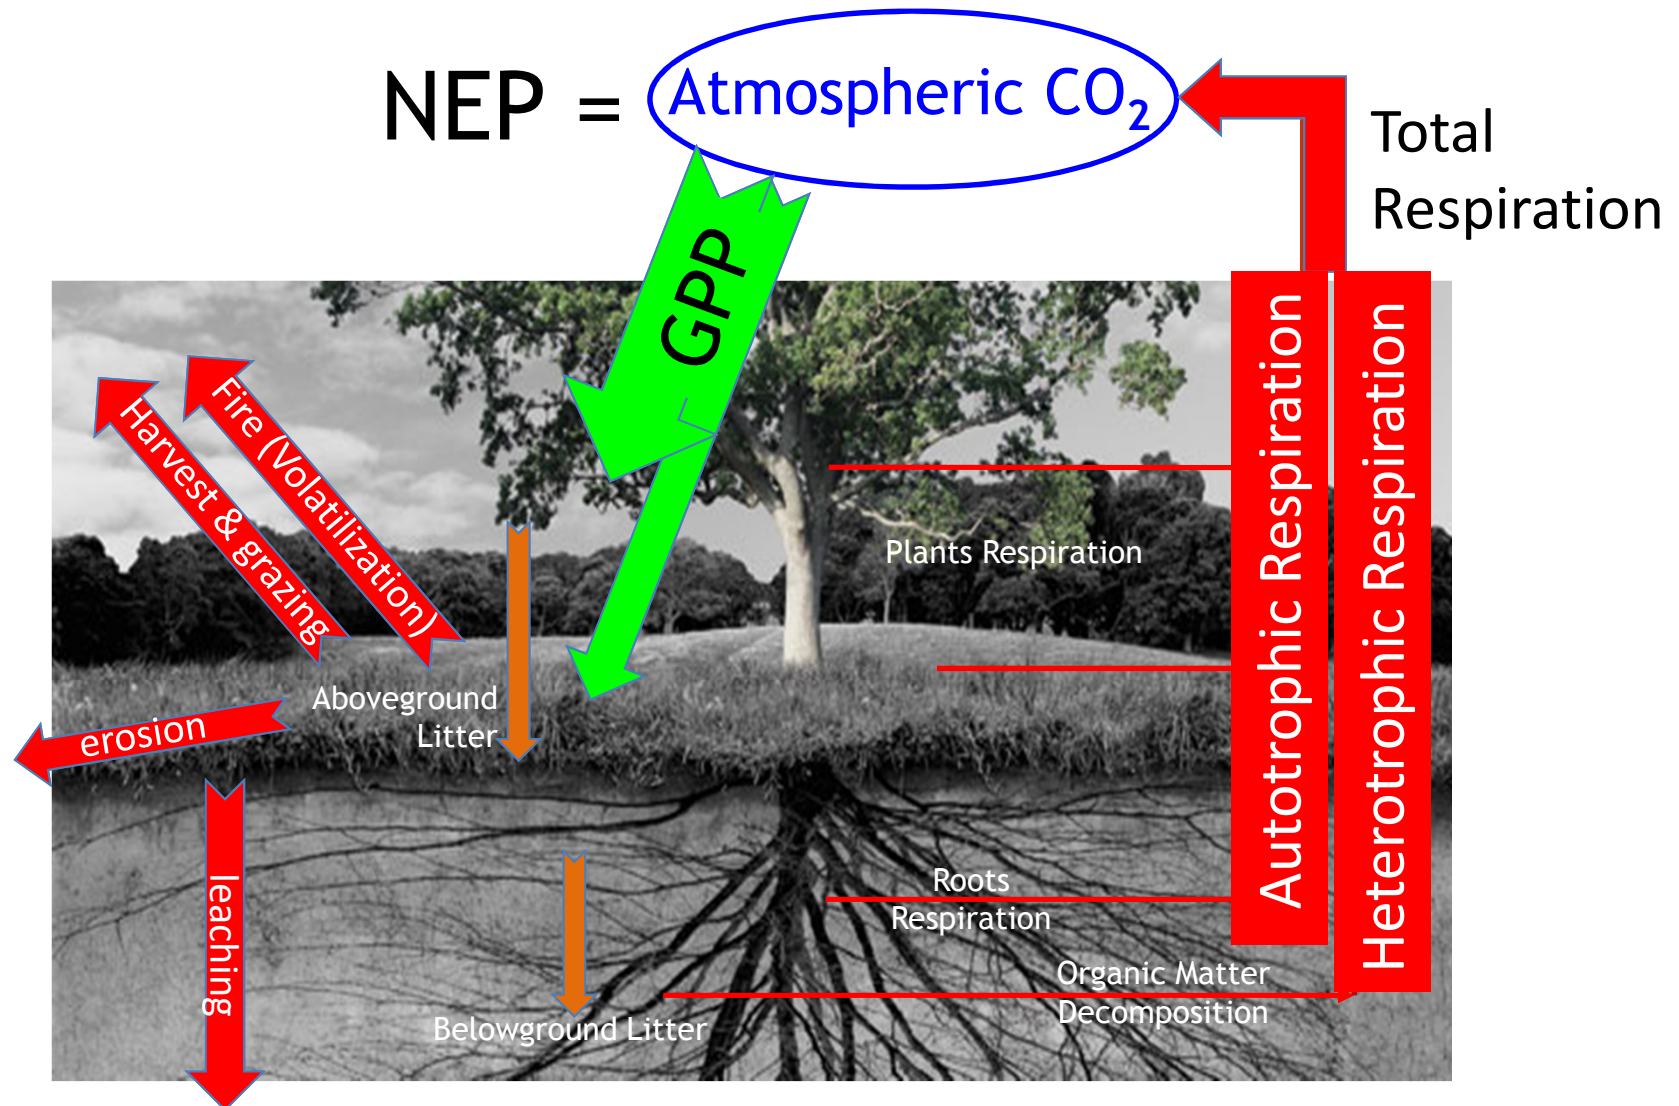 NEP = Atmospheric CO₂
Total
Respiration
GPP
Fire (Volatilization)
Harvest & grazing
Plants Respiration
Autotrophic Respiration
Heterotrophic Respiration
Aboveground
Litter
erosion
leaching
Roots
Respiration
Organic Matter
Decomposition
Belowground Litter